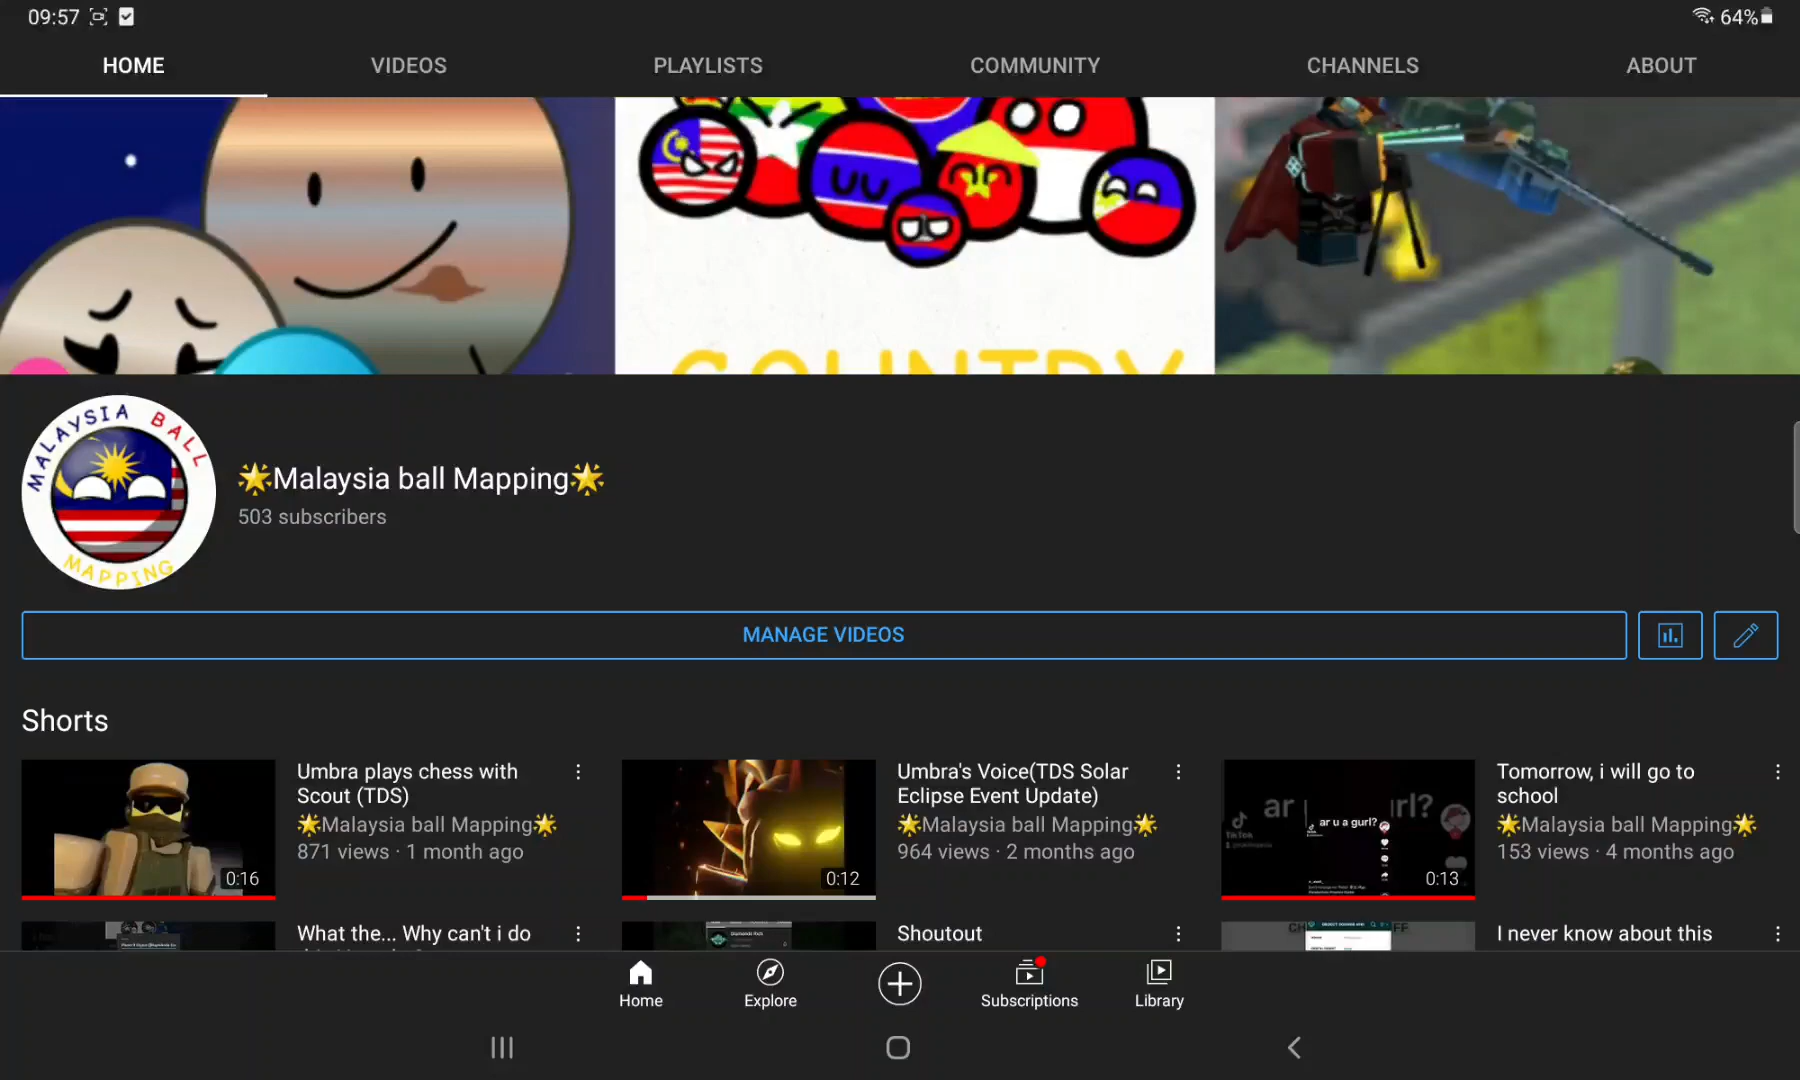 09:57
64%
HOME
VIDEOS
PLAYLISTS
COMMUNITY
CHANNELS
ABOUT
COUNTRY
MALAYSIA BALL
MAPPING
🌟Malaysia ball Mapping🌟
503 subscribers
MANAGE VIDEOS
Shorts
Umbra plays chess with
Scout (TDS)
🌟Malaysia ball Mapping🌟
871 views · 1 month ago
0:16
Umbra's Voice(TDS Solar
Eclipse Event Update)
🌟Malaysia ball Mapping🌟
964 views · 2 months ago
0:12
ar u a gurl?
TikTok
Tomorrow, i will go to
school
🌟Malaysia ball Mapping🌟
153 views · 4 months ago
0:13
What the... Why can't i do
Shoutout
I never know about this
Home
Explore
Subscriptions
Library